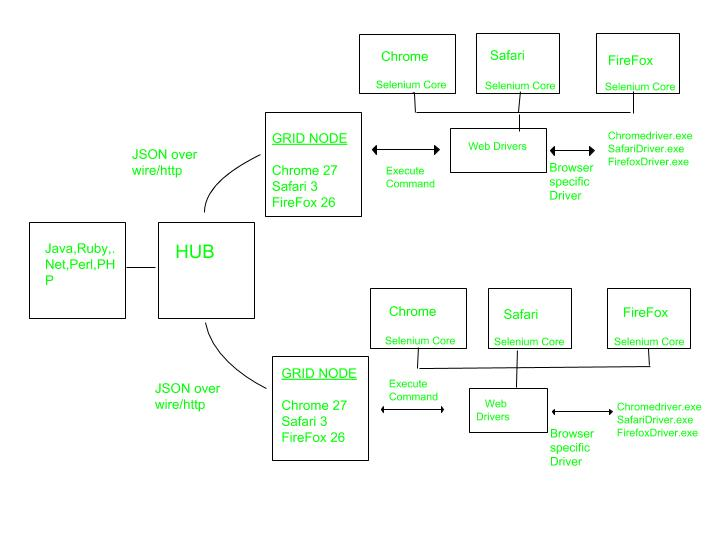 Chrome
Selenium Core
Safari
Selenium Core
FireFox
Selenium Core
GRID NODE
Chrome 27
Safari 3
FireFox 26
JSON over
wire/http
Execute
Command
Web Drivers
Browser
specific
Driver
Chromedriver.exe
SafariDriver.exe
FirefoxDriver.exe
Java,Ruby,.
Net,Perl,PH
P
HUB
Chrome
Selenium Core
Safari
Selenium Core
FireFox
Selenium Core
JSON over
wire/http
GRID NODE
Chrome 27
Safari 3
FireFox 26
Execute
Command
Web
Drivers
Browser
specific
Driver
Chromedriver.exe
SafariDriver.exe
FirefoxDriver.exe